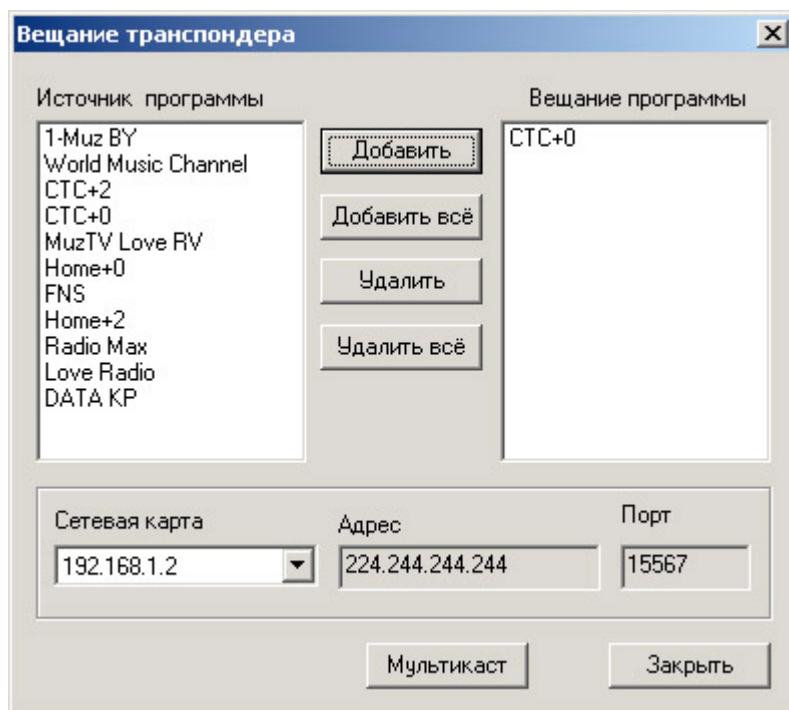 Вещание транспондера
Источник программы
Вещание программы
1-Muz BY
World Music Channel
СТС+2
СТС+0
MuzTV Love RV
Home+0
FNS
Home+2
Radio Max
Love Radio
DATA KP
Добавить
Добавить всё
Удалить
Удалить всё
СТС+0
Сетевая карта
Адрес
Порт
192.168.1.2
224.244.244.244
15567
Мультикаст
Закрыть